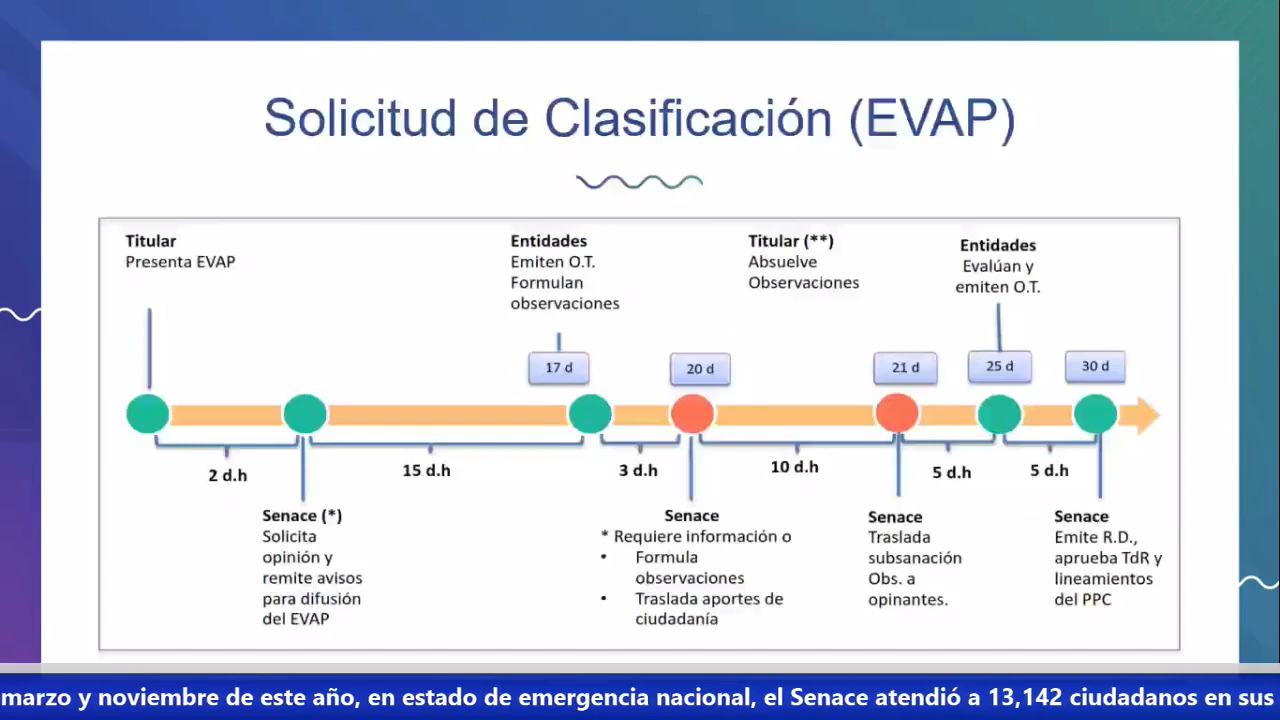 Solicitud de Clasificación (EVAP)
Titular
Presenta EVAP
Entidades
Emiten O.T.
Formulan
observaciones
Titular (**)
Absuelve
Observaciones
Entidades
Evalúan y
emiten O.T.
17 d
20 d
21 d
25 d
30 d
2 d.h
15 d.h
3 d.h
10 d.h
5 d.h
5 d.h
Senace (*)
Solicita
opinión y
remite avisos
para difusión
del EVAP
Senace
* Requiere información o
• Formula
observaciones
• Traslada aportes de
ciudadanía
Senace
Traslada
subsanación
Obs. a
opinantes.
Senace
Emite R.D.,
aprueba TdR y
lineamientos
del PPC
marzo y noviembre de este año, en estado de emergencia nacional, el Senace atendió a 13,142 ciudadanos en sus